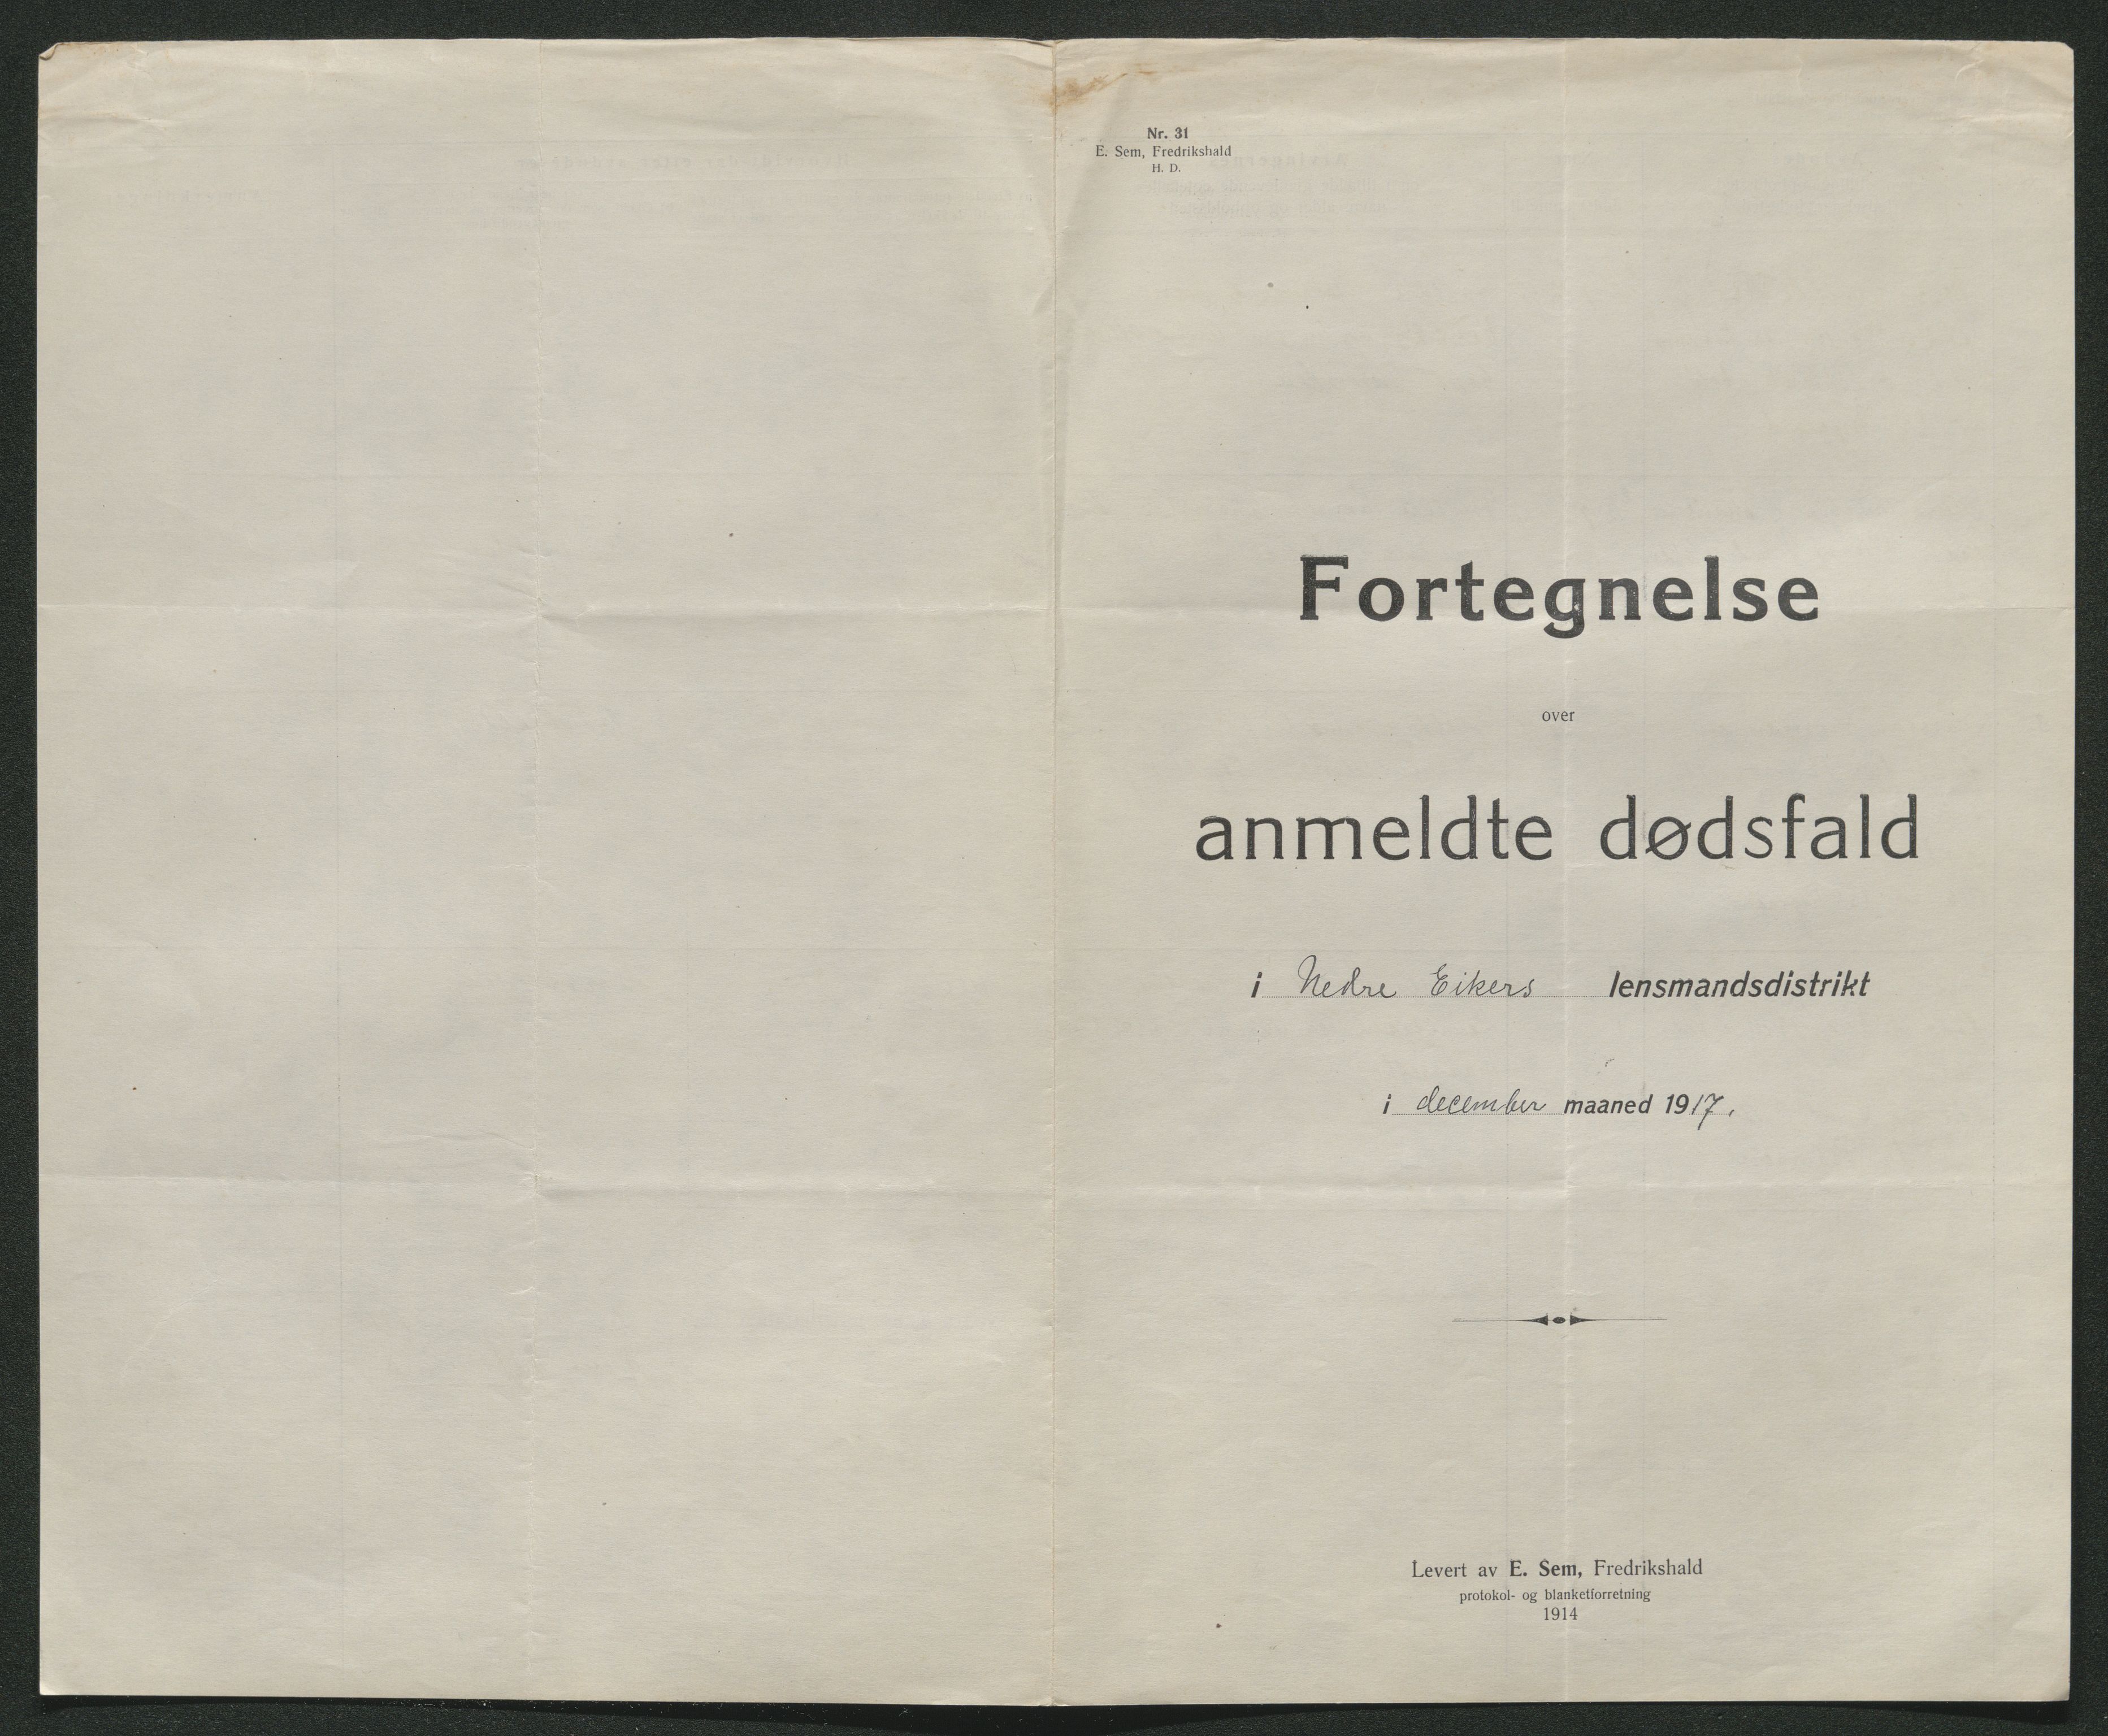 Nr. 31
E. Sem, Fredrikshald
H. D.
Fortegnelse
over
anmeldte dødsfald
i Nedre Eikers lensmandsdistrikt
i december maaned 1917.
Levert av E. Sem, Fredrikshald
protokol- og blanketforretning
1914